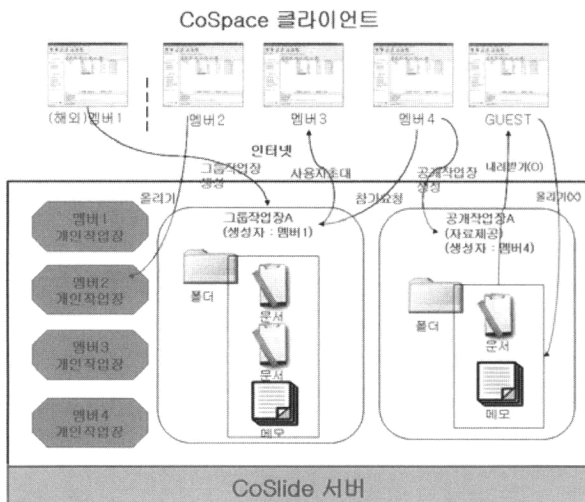 CoSpace 클라이언트
(해외)멤버1
멤버2
멤버3
멤버4
GUEST
인터넷
그룹작업장
생성
사용자초대
공개작업장
생성
내려받기(O)
올리기
참가요청
올리기(X)
멤버1
개인작업장
멤버2
개인작업장
멤버3
개인작업장
멤버4
개인작업장
그룹작업장A
(생성자 : 멤버1)
폴더
문서
문서
메모
공개작업장A
(자료제공)
(생성자 : 멤버4)
폴더
문서
메모
CoSlide 서버